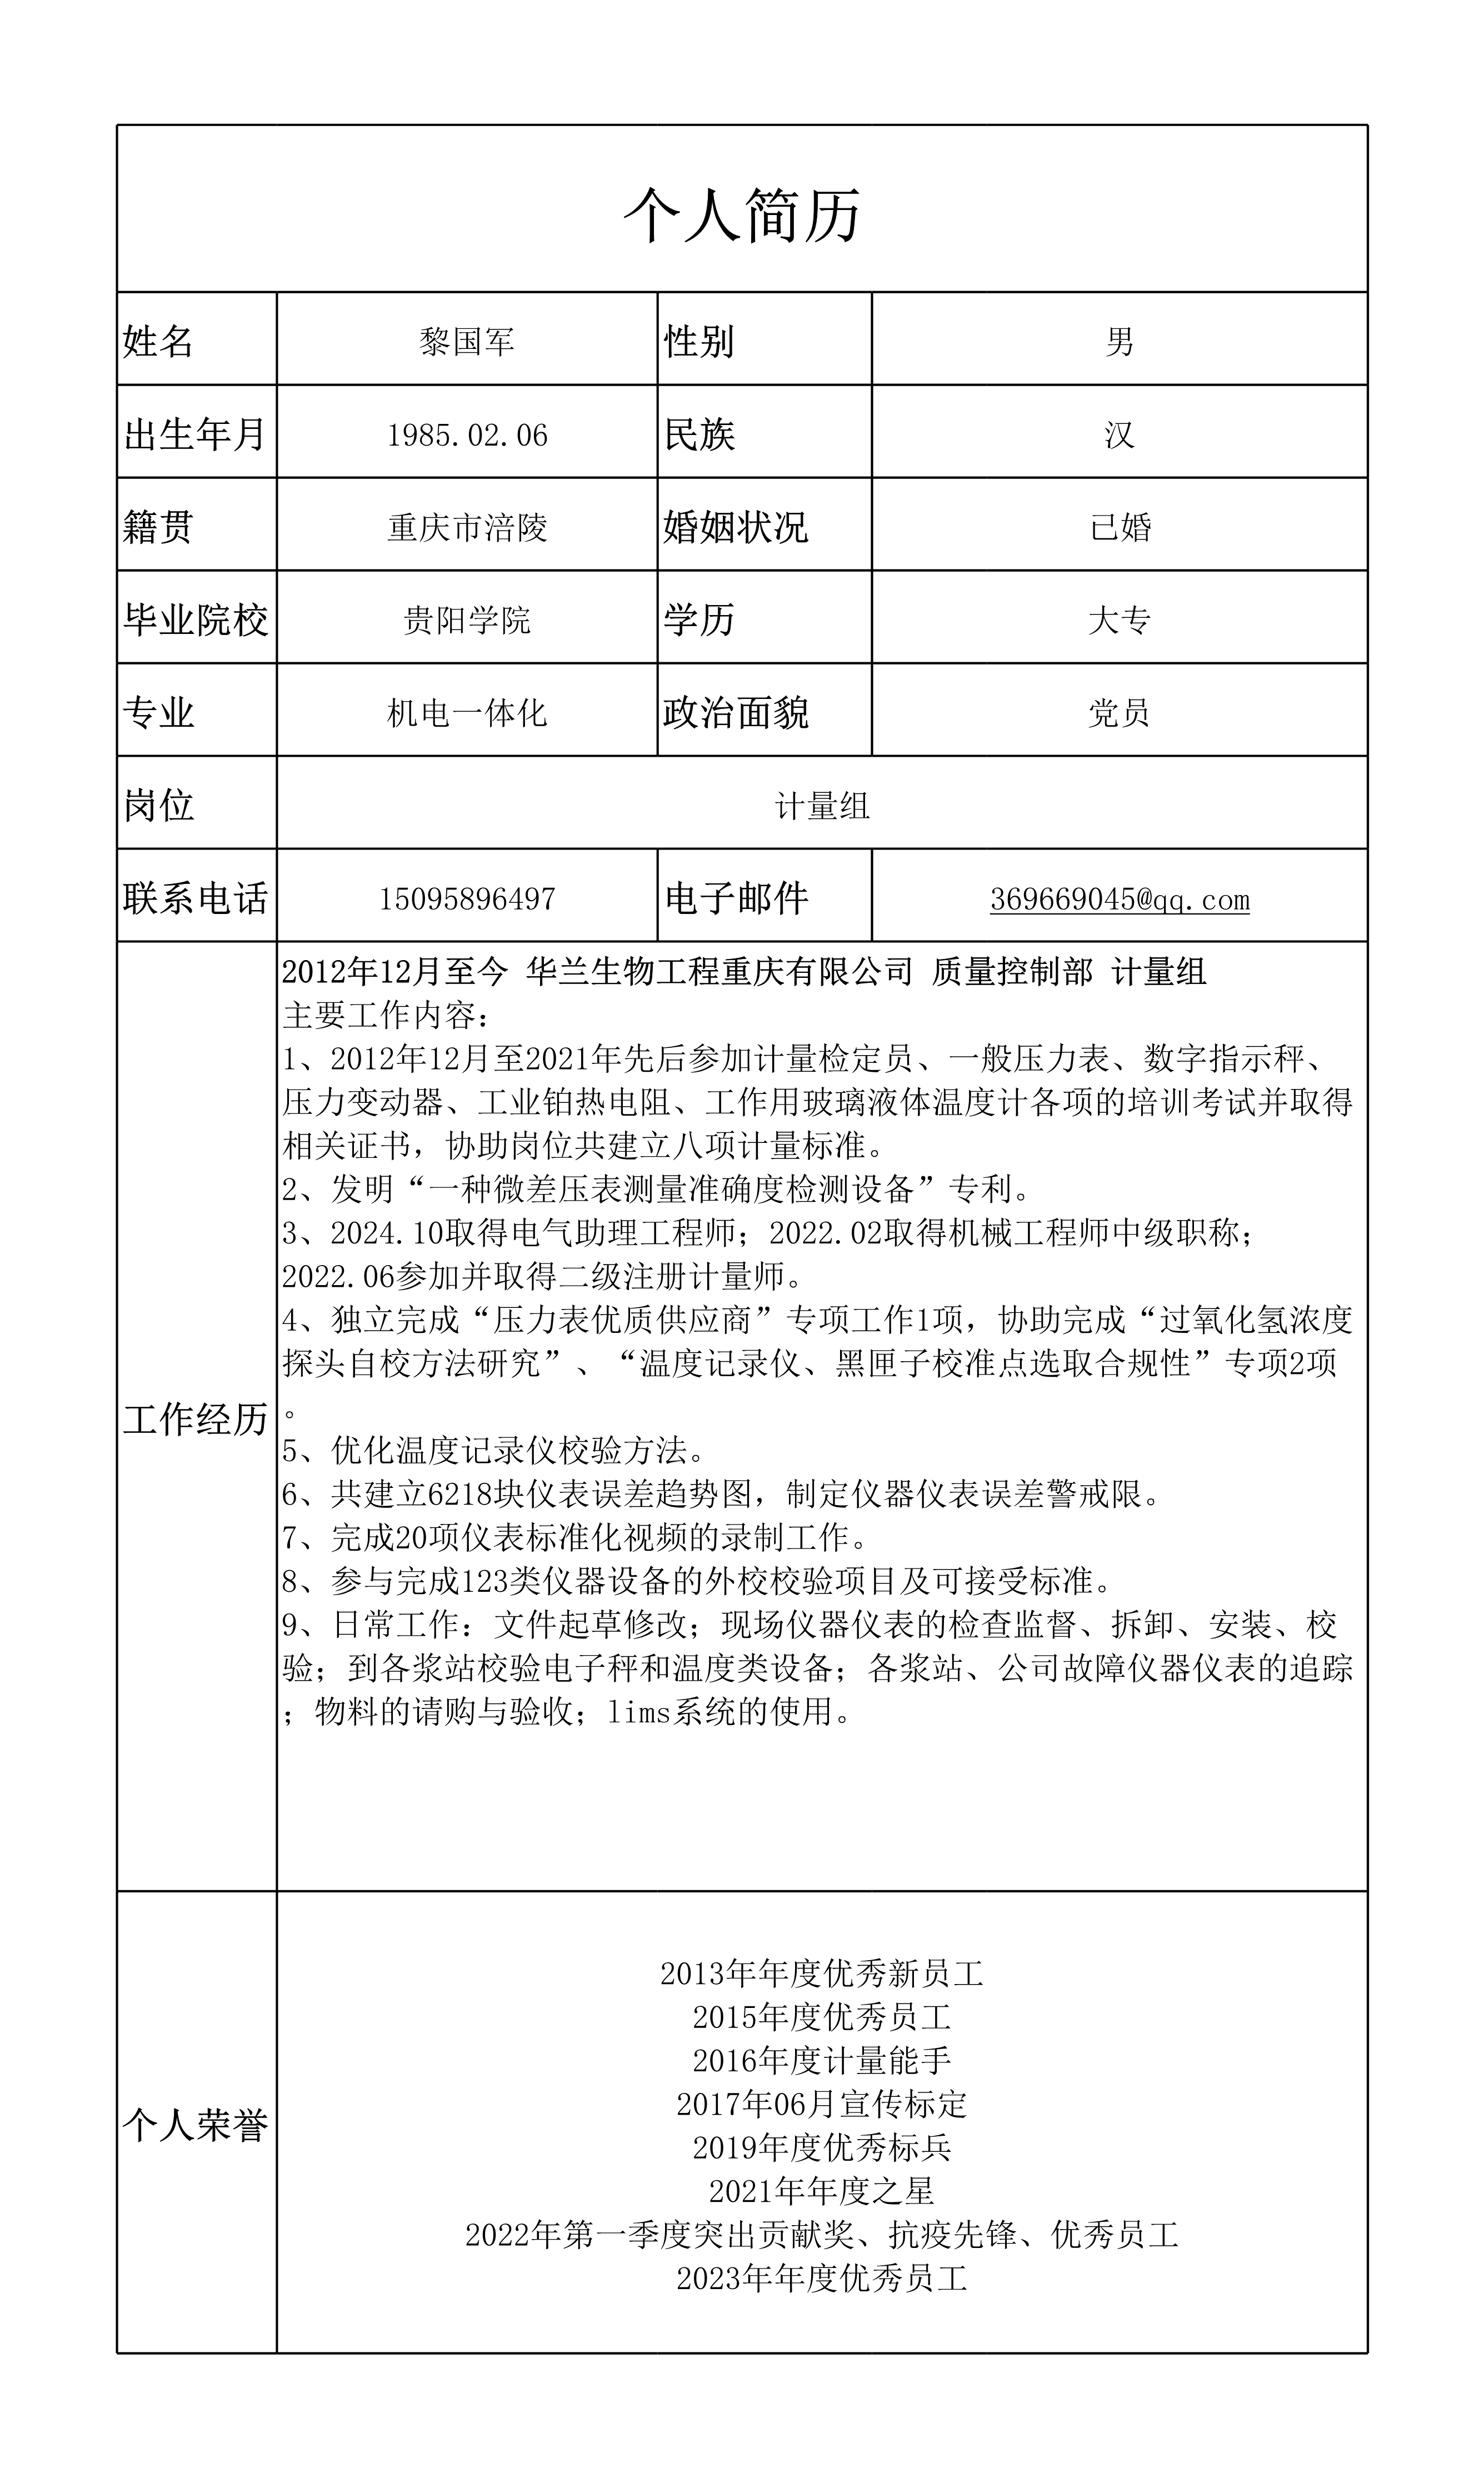 个人简历
姓名 黎国军 性别 男
出生年月 1985.02.06 民族 汉
籍贯 重庆市涪陵 婚姻状况 已婚
毕业院校 贵阳学院 学历 大专
专业 机电一体化 政治面貌 党员
岗位 计量组
联系电话 15095896497 电子邮件 369669045@qq.com
工作经历
2012年12月至今 华兰生物工程重庆有限公司 质量控制部 计量组
主要工作内容：
1、2012年12月至2021年先后参加计量检定员、一般压力表、数字指示秤、
压力变动器、工业铂热电阻、工作用玻璃液体温度计各项的培训考试并取得
相关证书，协助岗位共建立八项计量标准。
2、发明“一种微差压表测量准确度检测设备”专利。
3、2024.10取得电气助理工程师；2022.02取得机械工程师中级职称；
2022.06参加并取得二级注册计量师。
4、独立完成“压力表优质供应商”专项工作1项，协助完成“过氧化氢浓度
探头自校方法研究”、“温度记录仪、黑匣子校准点选取合规性”专项2项
。
5、优化温度记录仪校验方法。
6、共建立6218块仪表误差趋势图，制定仪器仪表误差警戒限。
7、完成20项仪表标准化视频的录制工作。
8、参与完成123类仪器设备的外校校验项目及可接受标准。
9、日常工作：文件起草修改；现场仪器仪表的检查监督、拆卸、安装、校
验；到各浆站校验电子秤和温度类设备；各浆站、公司故障仪器仪表的追踪
；物料的请购与验收；lims系统的使用。
个人荣誉
2013年年度优秀新员工
2015年度优秀员工
2016年度计量能手
2017年06月宣传标定
2019年度优秀标兵
2021年年度之星
2022年第一季度突出贡献奖、抗疫先锋、优秀员工
2023年年度优秀员工